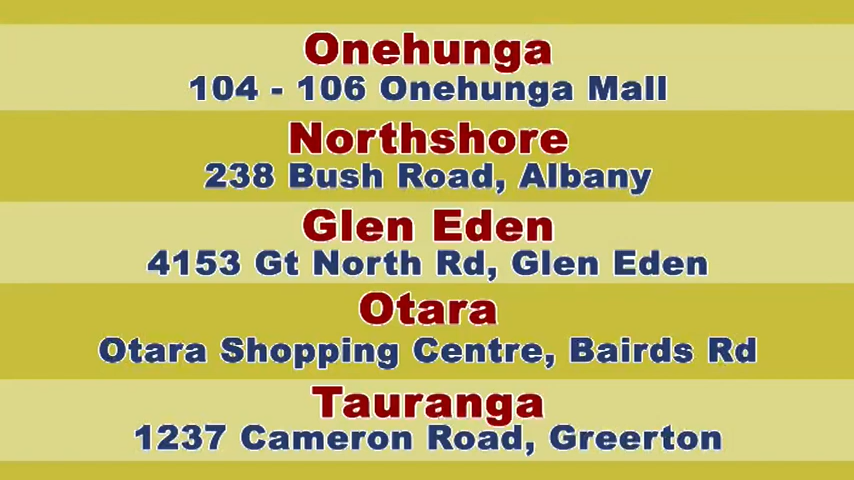 Onehunga
104 - 106 Onehunga Mall
Northshore
238 Bush Road, Albany
Glen Eden
4153 Gt North Rd, Glen Eden
Otara
Otara Shopping Centre, Bairds Rd
Tauranga
1237 Cameron Road, Greerton